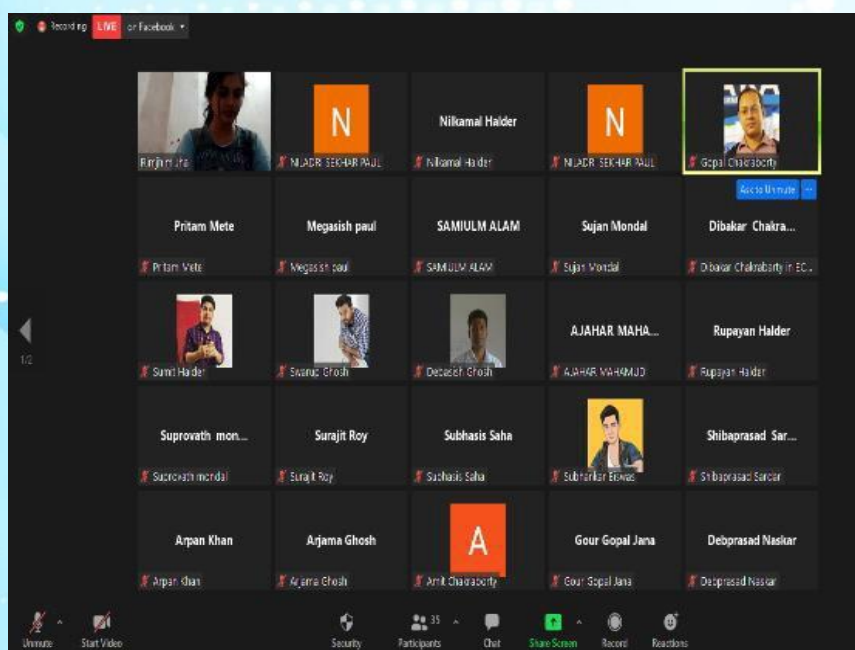 Recording LIVE on Facebook
N
Nilkamal Halder
N
NILADRI SEKHAR PAUL
Nilkamal Halder
NILADRI SEKHAR PAUL
Gopal Chakraborty
Ask to Unmute ...
Pritam Mete
Megasish paul
SAMIULM ALAM
Sujan Mondal
Dibakar Chakra...
Pritam Mete
Megasish paul
SAMIULM ALAM
Sujan Mondal
Dibakar Chakrabarty in EC...
1/2
AJAHAR MAHA...
Rupayan Halder
Sumit Halder
Swarup Ghosh
Debasish Ghosh
AJAHAR MAHAMUD
Rupayan Halder
Suprovath mon...
Surajit Roy
Subhasis Saha
Shibaprasad Sar...
Suprovath mondal
Surajit Roy
Subhasis Saha
Subhankar Biswas
Shibaprasad Sardar
Arpan Khan
Arjama Ghosh
A
Gour Gopal Jana
Debprasad Naskar
Arpan Khan
Arjama Ghosh
Amit Chakraborty
Gour Gopal Jana
Debprasad Naskar
35
Unmute
Start Video
Security
Participants
Chat
Share Screen
Record
Reactions